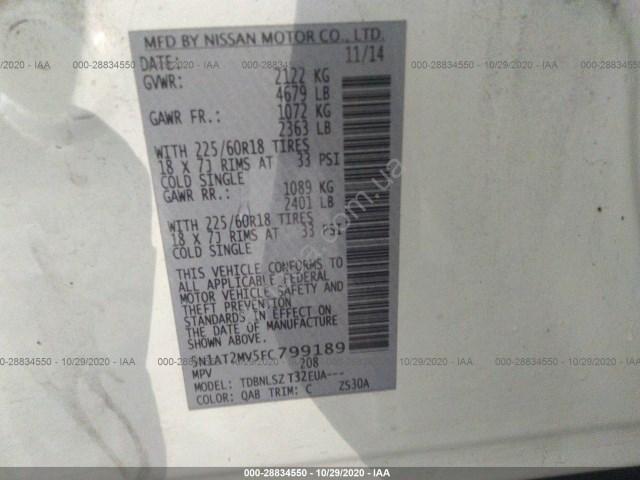 MFD BY NISSAN MOTOR CO., LTD.
DATE: 11/14
GVWR: 2122 KG
4679 LB
GAWR FR.: 1072 KG
2363 LB
WITH 225/60R18 TIRES
18 X 7J RIMS AT 33 PSI
COLD SINGLE
GAWR RR.: 1089 KG
2401 LB
WITH 225/60R18 TIRES
18 X 7J RIMS AT 33 PSI
COLD SINGLE
THIS VEHICLE CONFORMS TO
ALL APPLICABLE FEDERAL
MOTOR VEHICLE SAFETY AND
THEFT PREVENTION
STANDARDS IN EFFECT ON
THE DATE OF MANUFACTURE
SHOWN ABOVE.
5N1AT2MV5FC799189
MPV 208
MODEL: TDBNLSZ T32EUA---
COLOR: QAB TRIM: C ZS30A
000-28834550 - 10/29/2020 - IAA